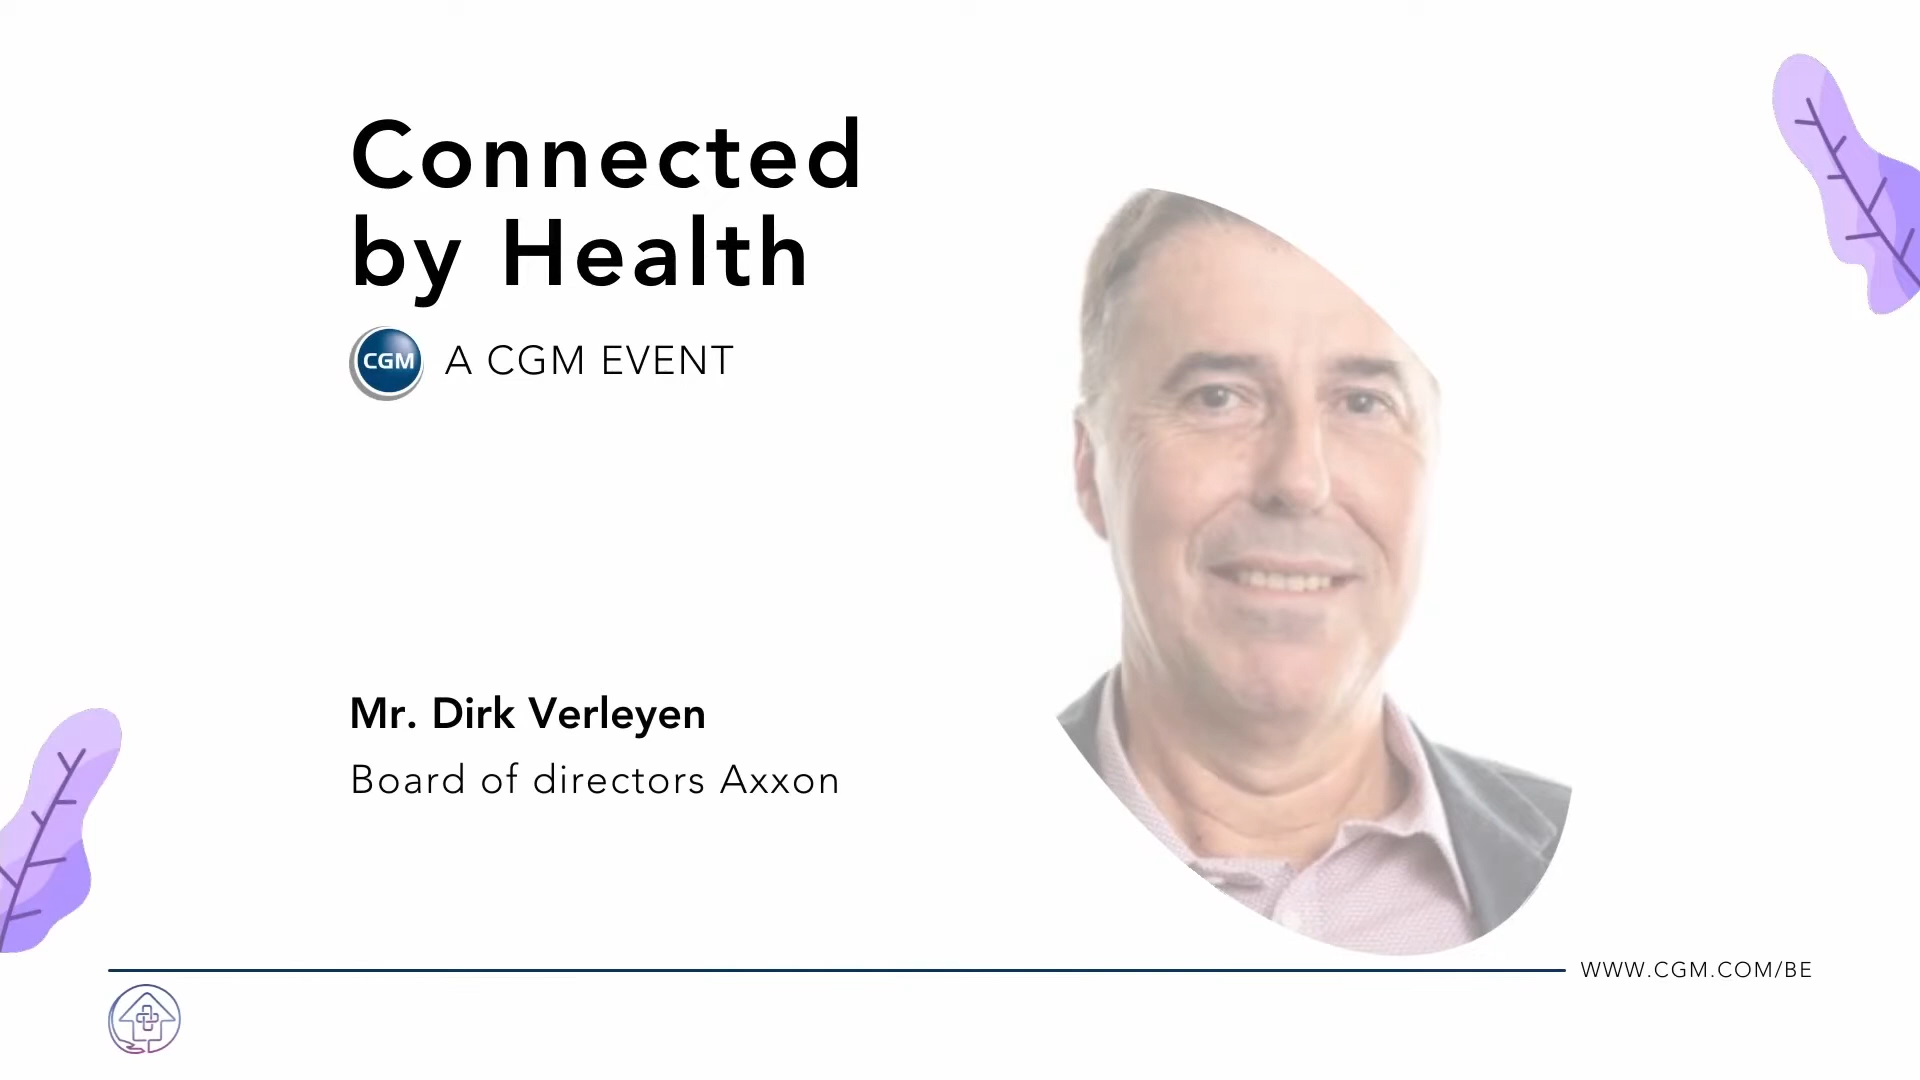 Connected
by Health
CGM
A CGM EVENT
Mr. Dirk Verleyen
Board of directors Axxon
WWW.CGM.COM/BE